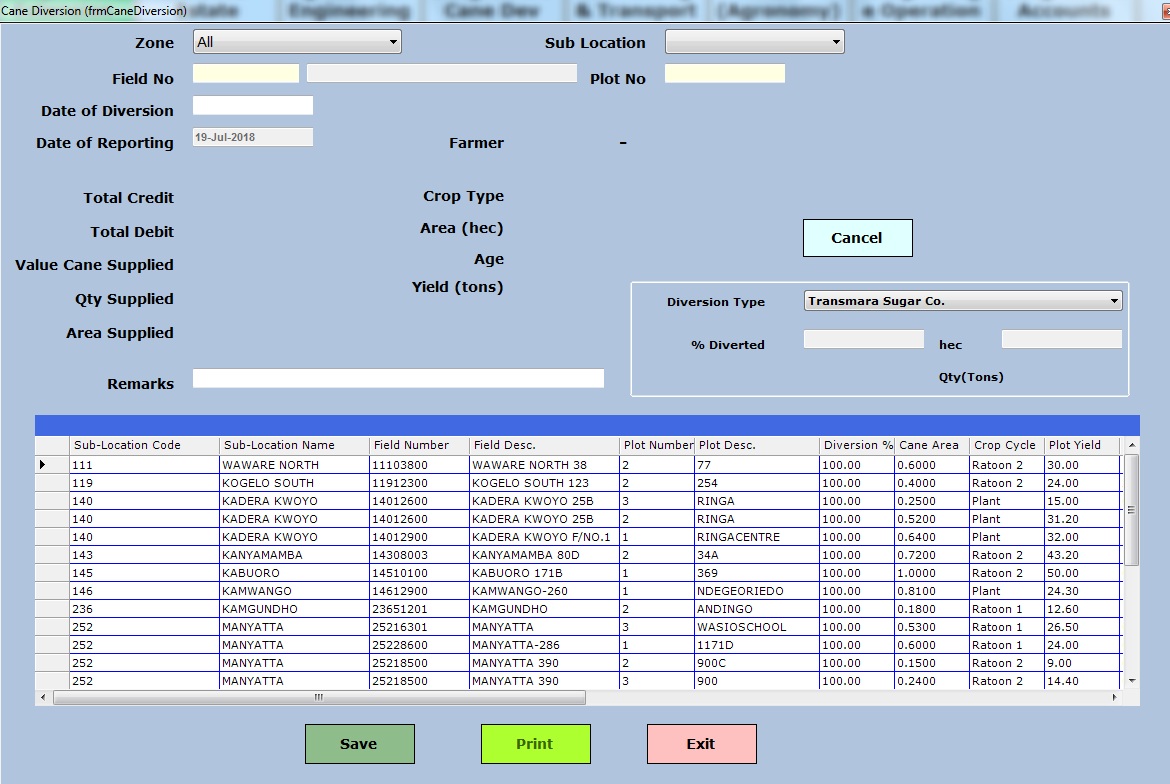 Cane Diversion (frmCaneDiversion)
state Engineering Cane Dev & Transport (Agronomy) e Operation Accounts
Zone All Sub Location
Field No Plot No
Date of Diversion
Date of Reporting 19-Jul-2018 Farmer -
Total Credit Crop Type
Total Debit Area (hec) Cancel
Value Cane Supplied Age
Qty Supplied Yield (tons) Diversion Type Transmara Sugar Co.
Area Supplied % Diverted hec
Qty(Tons)
Remarks
Sub-Location Code Sub-Location Name Field Number Field Desc. Plot Number Plot Desc. Diversion % Cane Area Crop Cycle Plot Yield
111 WAWARE NORTH 11103800 WAWARE NORTH 38 2 77 100.00 0.6000 Ratoon 2 30.00
119 KOGELO SOUTH 11912300 KOGELO SOUTH 123 2 254 100.00 0.4000 Ratoon 2 24.00
140 KADERA KWOYO 14012600 KADERA KWOYO 25B 3 RINGA 100.00 0.2500 Plant 15.00
140 KADERA KWOYO 14012600 KADERA KWOYO 25B 2 RINGA 100.00 0.5200 Plant 31.20
140 KADERA KWOYO 14012900 KADERA KWOYO F/NO.1 1 RINGACENTRE 100.00 0.6400 Plant 32.00
143 KANYAMAMBA 14308003 KANYAMAMBA 80D 2 34A 100.00 0.7200 Ratoon 2 43.20
145 KABUORO 14510100 KABUORO 171B 1 369 100.00 1.0000 Ratoon 2 50.00
146 KAMWANGO 14612900 KAMWANGO-260 1 NDEGEORIEDO 100.00 0.8100 Plant 24.30
236 KAMGUNDHO 23651201 KAMGUNDHO 2 ANDINGO 100.00 0.1800 Ratoon 1 12.60
252 MANYATTA 25216301 MANYATTA 3 WASIOSCHOOL 100.00 0.5300 Ratoon 1 26.50
252 MANYATTA 25228600 MANYATTA-286 1 1171D 100.00 0.6000 Ratoon 1 24.00
252 MANYATTA 25218500 MANYATTA 390 2 900C 100.00 0.1500 Ratoon 2 9.00
252 MANYATTA 25218500 MANYATTA 390 3 900 100.00 0.2400 Ratoon 2 14.40
Save Print Exit